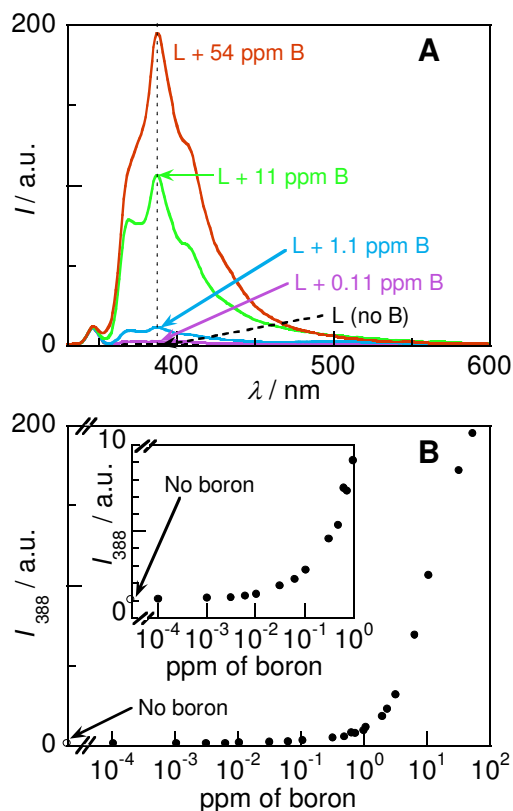 200
A
L + 54 ppm B
I / a.u.
L + 11 ppm B
L + 1.1 ppm B
L + 0.11 ppm B
L (no B)
0
400 500 600
λ / nm
200
B
10
No boron
I388 / a.u.
0
10-4 10-3 10-2 10-1 100
ppm of boron
I388 / a.u.
No boron
0
10-4 10-3 10-2 10-1 100 101 102
ppm of boron